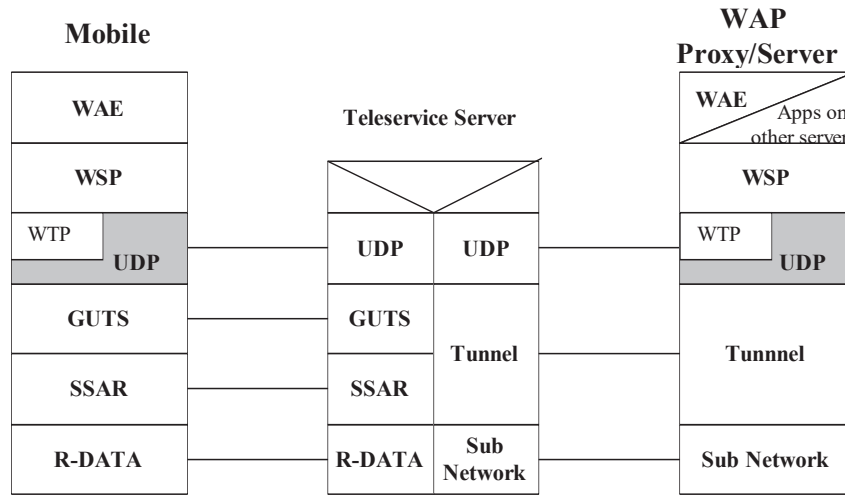 Mobile
WAP
Proxy/Server
Teleservice Server
WAE
WSP
WTP
UDP
GUTS
SSAR
R-DATA
UDP
UDP
GUTS
SSAR
Tunnel
R-DATA
Sub
Network
WAE
Apps on
other server
WSP
WTP
UDP
Tunnnel
Sub Network